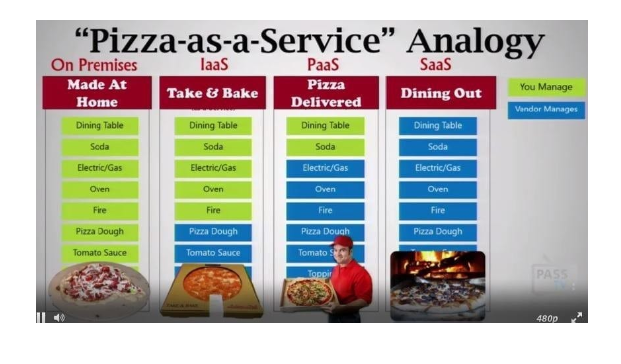 “Pizza-as-a-Service” Analogy
On Premises
IaaS
PaaS
SaaS
Made At
Home
Take & Bake
Pizza
Delivered
Dining Out
You Manage
Vendor Manages
Dining Table
Soda
Electric/Gas
Oven
Fire
Pizza Dough
Tomato Sauce
Dining Table
Soda
Electric/Gas
Oven
Fire
Pizza Dough
Tomato Sauce
Dining Table
Soda
Electric/Gas
Oven
Fire
Pizza Dough
Tomato S
Toppi
Dining Table
Soda
Electric/Gas
Oven
Fire
Pizza Dough
PASS
480p